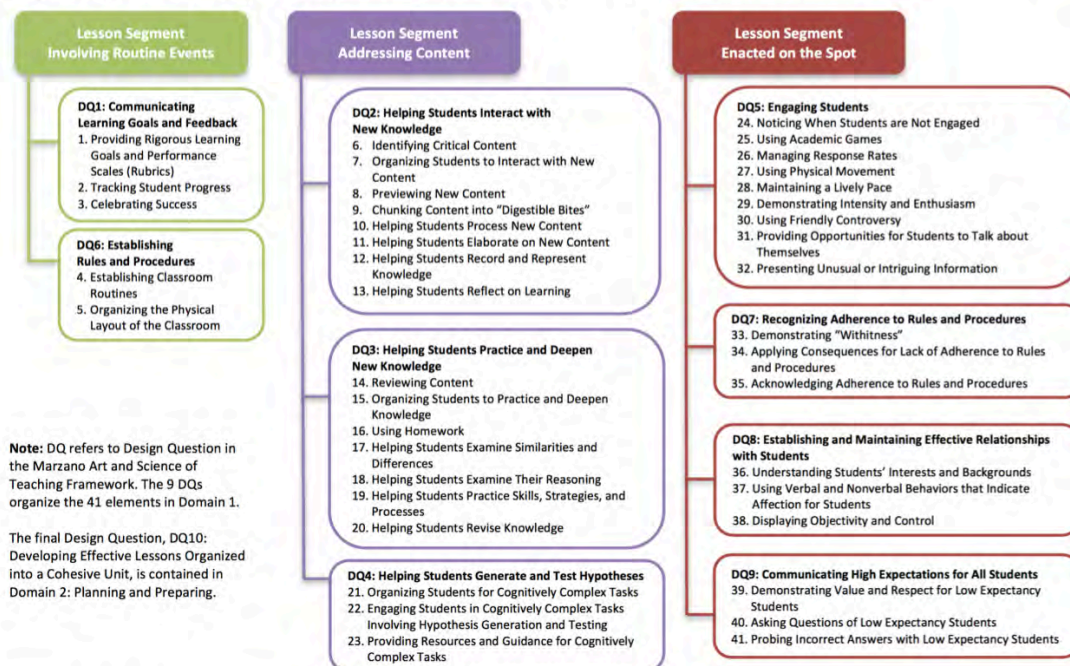 Lesson Segment
Involving Routine Events
DQ1: Communicating
Learning Goals and Feedback
1. Providing Rigorous Learning
Goals and Performance
Scales (Rubrics)
2. Tracking Student Progress
3. Celebrating Success
DQ6: Establishing
Rules and Procedures
4. Establishing Classroom
Routines
5. Organizing the Physical
Layout of the Classroom
Note: DQ refers to Design Question in
the Marzano Art and Science of
Teaching Framework. The 9 DQs
organize the 41 elements in Domain 1.
The final Design Question, DQ10:
Developing Effective Lessons Organized
into a Cohesive Unit, is contained in
Domain 2: Planning and Preparing.
Lesson Segment
Addressing Content
DQ2: Helping Students Interact with
New Knowledge
6. Identifying Critical Content
7. Organizing Students to Interact with New
Content
8. Previewing New Content
9. Chunking Content into “Digestible Bites”
10. Helping Students Process New Content
11. Helping Students Elaborate on New Content
12. Helping Students Record and Represent
Knowledge
13. Helping Students Reflect on Learning
DQ3: Helping Students Practice and Deepen
New Knowledge
14. Reviewing Content
15. Organizing Students to Practice and Deepen
Knowledge
16. Using Homework
17. Helping Students Examine Similarities and
Differences
18. Helping Students Examine Their Reasoning
19. Helping Students Practice Skills, Strategies, and
Processes
20. Helping Students Revise Knowledge
DQ4: Helping Students Generate and Test Hypotheses
21. Organizing Students for Cognitively Complex Tasks
22. Engaging Students in Cognitively Complex Tasks
Involving Hypothesis Generation and Testing
23. Providing Resources and Guidance for Cognitively
Complex Tasks
Lesson Segment
Enacted on the Spot
DQ5: Engaging Students
24. Noticing When Students are Not Engaged
25. Using Academic Games
26. Managing Response Rates
27. Using Physical Movement
28. Maintaining a Lively Pace
29. Demonstrating Intensity and Enthusiasm
30. Using Friendly Controversy
31. Providing Opportunities for Students to Talk about
Themselves
32. Presenting Unusual or Intriguing Information
DQ7: Recognizing Adherence to Rules and Procedures
33. Demonstrating “Withitness”
34. Applying Consequences for Lack of Adherence to Rules
and Procedures
35. Acknowledging Adherence to Rules and Procedures
DQ8: Establishing and Maintaining Effective Relationships
with Students
36. Understanding Students’ Interests and Backgrounds
37. Using Verbal and Nonverbal Behaviors that Indicate
Affection for Students
38. Displaying Objectivity and Control
DQ9: Communicating High Expectations for All Students
39. Demonstrating Value and Respect for Low Expectancy
Students
40. Asking Questions of Low Expectancy Students
41. Probing Incorrect Answers with Low Expectancy Students